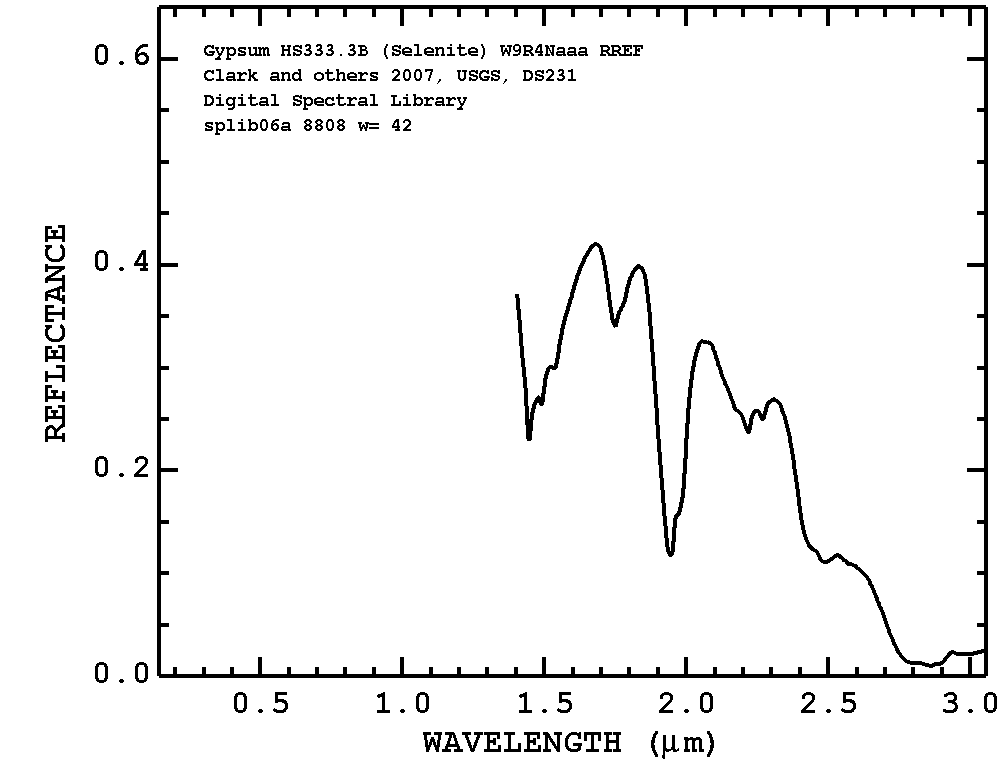 Gypsum HS333.3B (Selenite) W9R4Naaa RREF
Clark and others 2007, USGS, DS231
Digital Spectral Library
splib06a 8808 w= 42
REFLECTANCE
0.6
0.4
0.2
0.0
0.5 1.0 1.5 2.0 2.5 3.0
WAVELENGTH (μm)